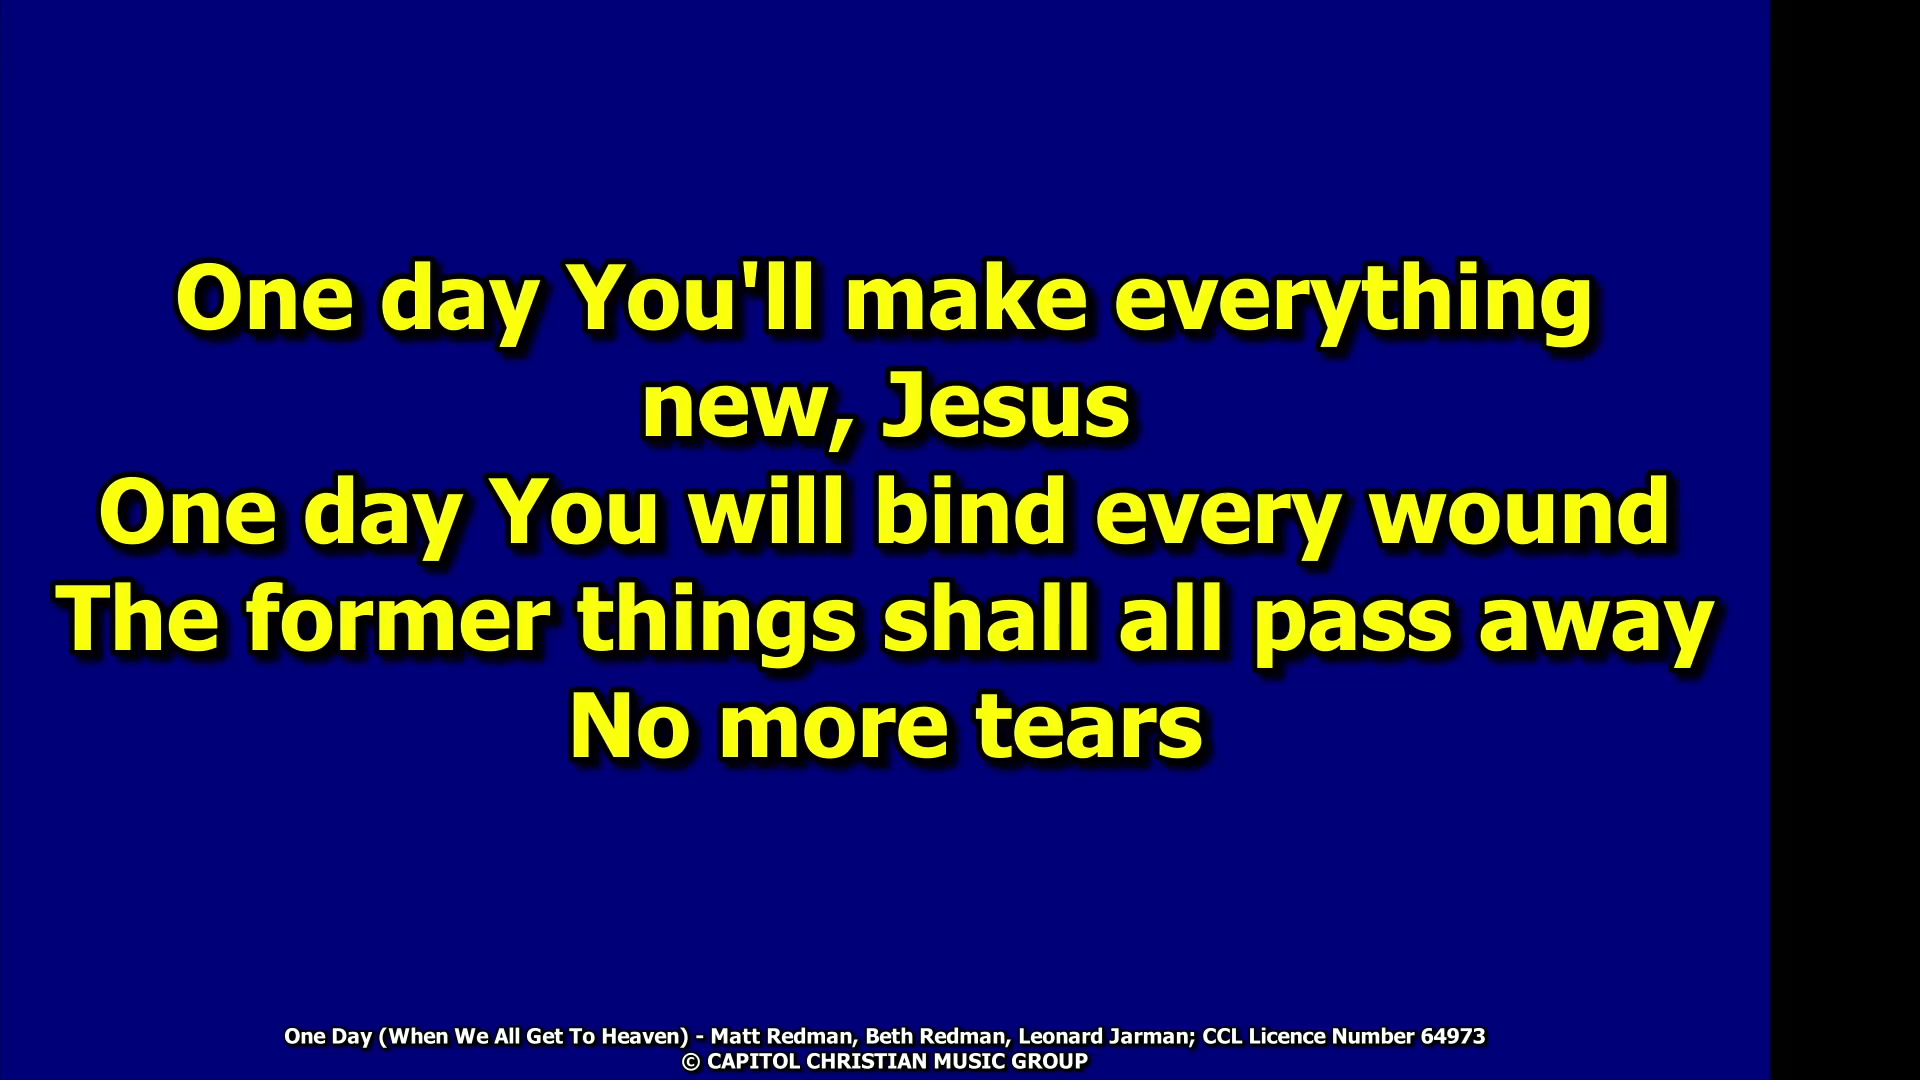 One day You'll make everything
new, Jesus
One day You will bind every wound
The former things shall all pass away
No more tears
One Day (When We All Get To Heaven) - Matt Redman, Beth Redman, Leonard Jarman; CCL Licence Number 64973
© CAPITOL CHRISTIAN MUSIC GROUP